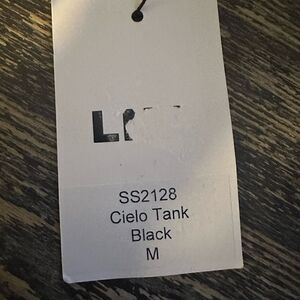 SS2128
Cielo Tank
Black
M